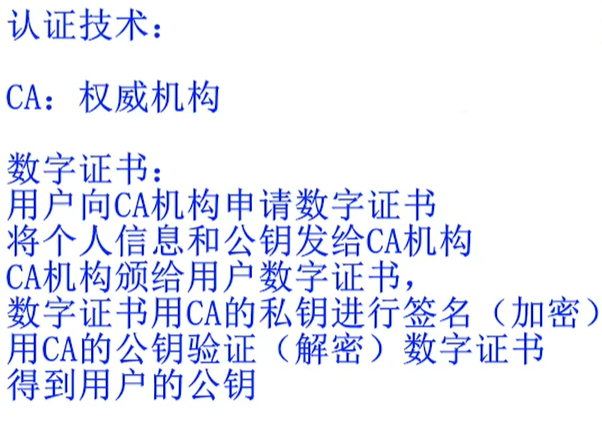 认证技术：
CA：权威机构
数字证书：
用户向CA机构申请数字证书
将个人信息和公钥发给CA机构
CA机构颁给用户数字证书，
数字证书用CA的私钥进行签名（加密）
用CA的公钥验证（解密）数字证书
得到用户的公钥